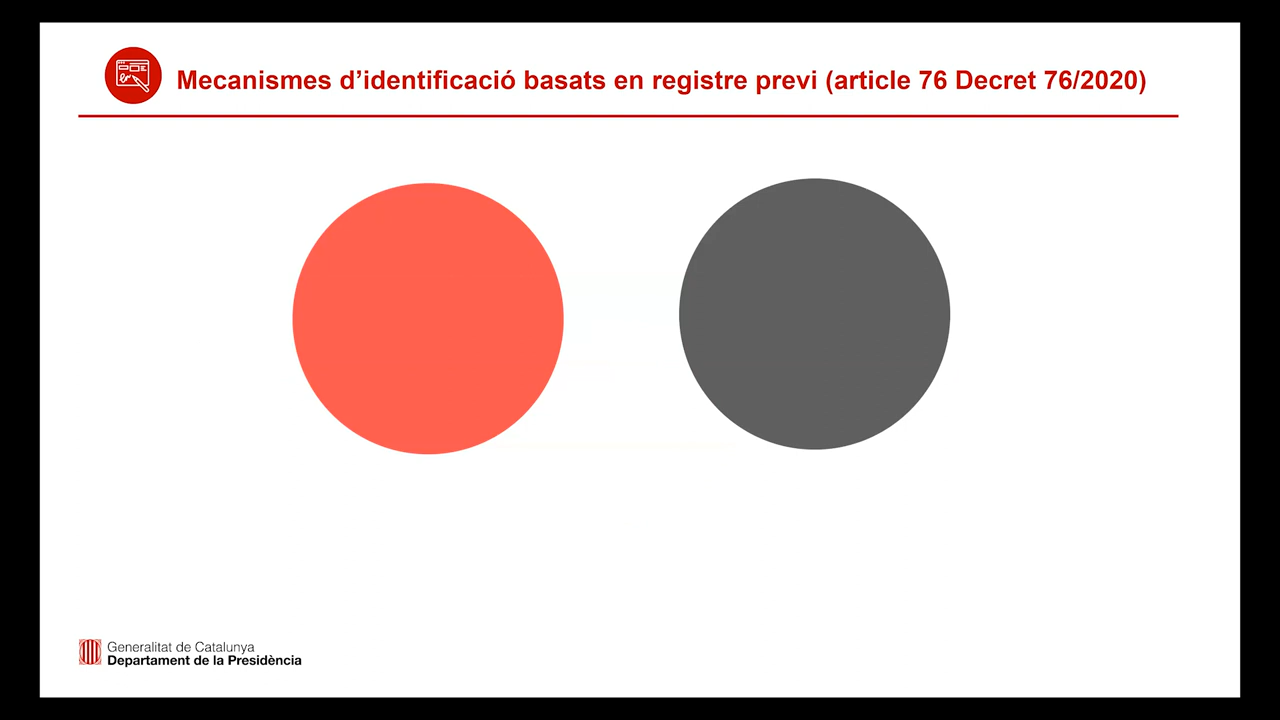 Mecanismes d’identificació basats en registre previ (article 76 Decret 76/2020)
Generalitat de Catalunya
Departament de la Presidència